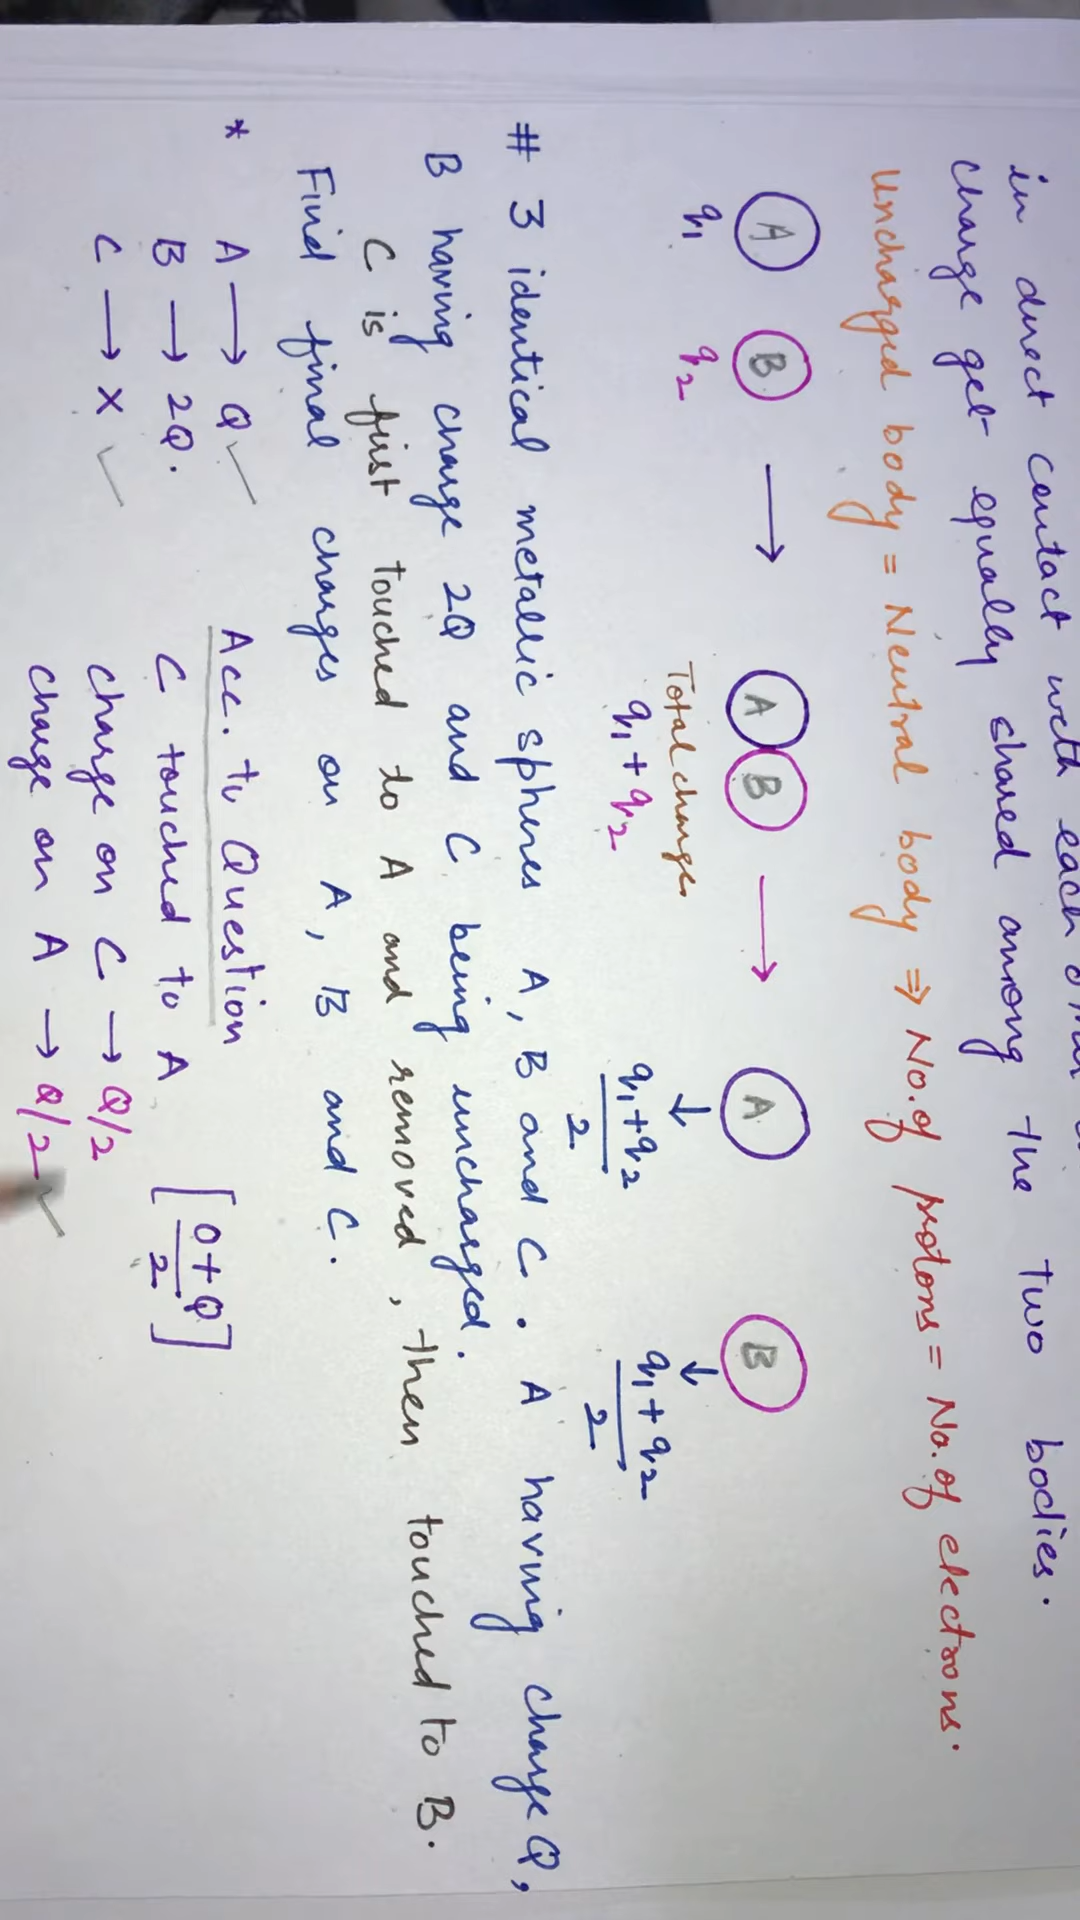 in direct contact with each
charge get equally shared among the two bodies.
Uncharged body = Neutral body ⇒ No. of protons = No. of electrons.
A B → A B → A B
q1 q2 Total charge q1+q2/2 q1+q2/2
q1 + q2
# 3 identical metallic spheres A, B and C. A having charge Q,
B having charge 2Q and C being uncharged.
C is first touched to A and removed, then touched to B.
Find final charges on A, B and C.
* A → Q Acc. to Question
B → 2Q. C touched to A [0+Q/2]
C → X charge on C → Q/2
charge on A → Q/2